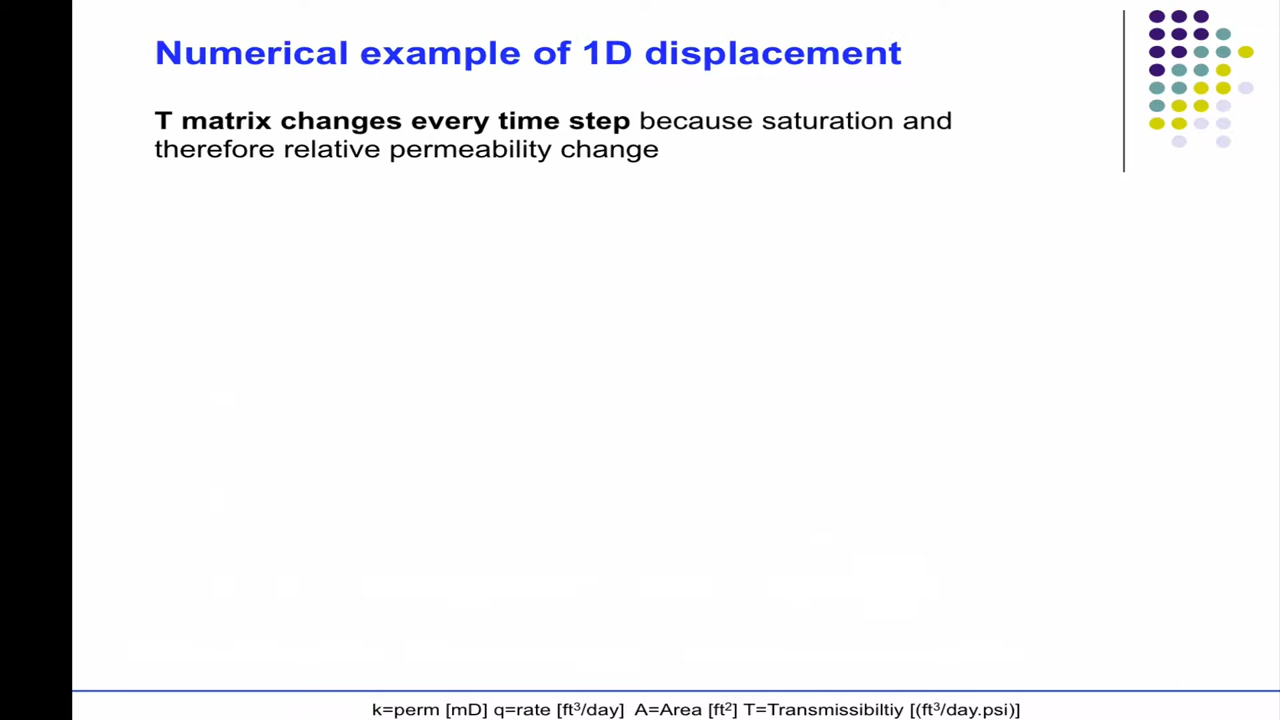 Numerical example of 1D displacement
T matrix changes every time step because saturation and
therefore relative permeability change
k=perm [mD] q=rate [ft³/day]  A=Area [ft²] T=Transmissibiltiy [(ft³/day.psi)]